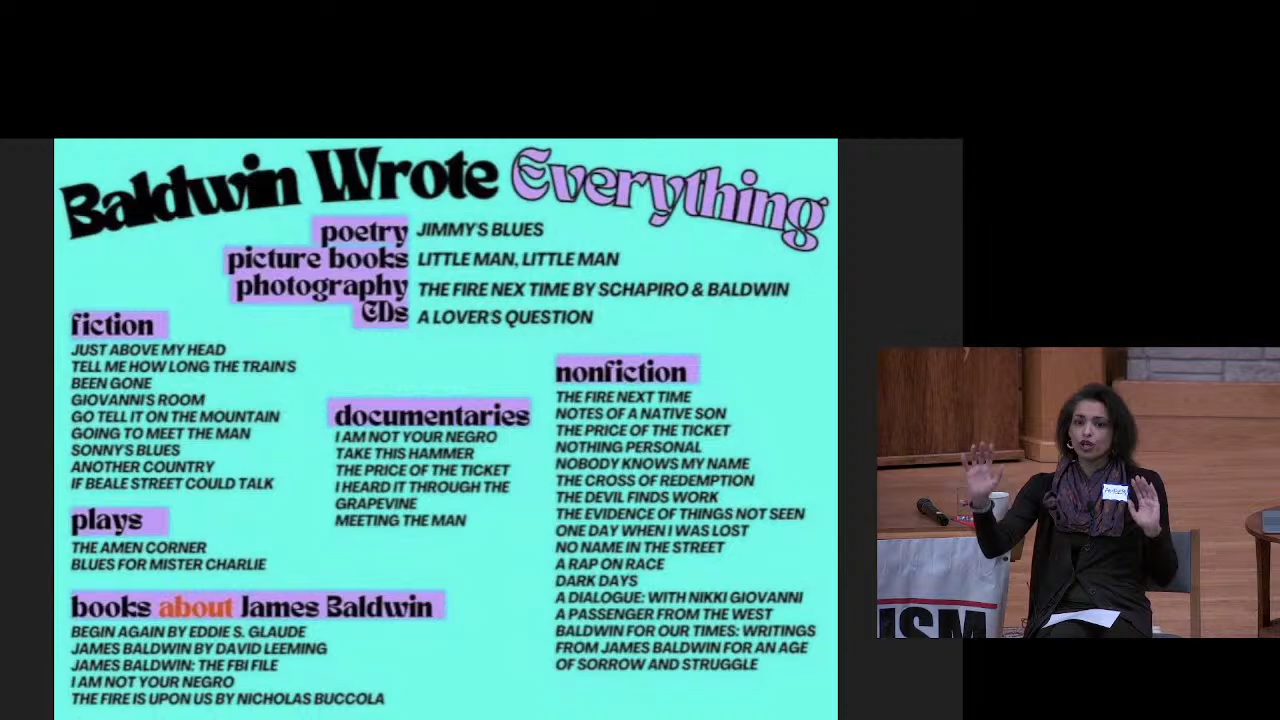 Baldwin Wrote Everything
poetry JIMMY'S BLUES
picture books LITTLE MAN, LITTLE MAN
photography THE FIRE NEX TIME BY SCHAPIRO & BALDWIN
CDs A LOVER'S QUESTION
fiction
JUST ABOVE MY HEAD
TELL ME HOW LONG THE TRAIN'S
BEEN GONE
GIOVANNI'S ROOM
GO TELL IT ON THE MOUNTAIN
GOING TO MEET THE MAN
SONNY'S BLUES
ANOTHER COUNTRY
IF BEALE STREET COULD TALK
plays
THE AMEN CORNER
BLUES FOR MISTER CHARLIE
documentaries
I AM NOT YOUR NEGRO
TAKE THIS HAMMER
THE PRICE OF THE TICKET
I HEARD IT THROUGH THE
GRAPEVINE
MEETING THE MAN
books about James Baldwin
BEGIN AGAIN BY EDDIE S. GLAUDE
JAMES BALDWIN BY DAVID LEEMING
JAMES BALDWIN: THE FBI FILE
I AM NOT YOUR NEGRO
THE FIRE IS UPON US BY NICHOLAS BUCCOLA
nonfiction
THE FIRE NEXT TIME
NOTES OF A NATIVE SON
THE PRICE OF THE TICKET
NOTHING PERSONAL
NOBODY KNOWS MY NAME
THE CROSS OF REDEMPTION
THE DEVIL FINDS WORK
THE EVIDENCE OF THINGS NOT SEEN
ONE DAY WHEN I WAS LOST
NO NAME IN THE STREET
A RAP ON RACE
DARK DAYS
A DIALOGUE: WITH NIKKI GIOVANNI
A PASSENGER FROM THE WEST
BALDWIN FOR OUR TIMES: WRITINGS
FROM JAMES BALDWIN FOR AN AGE
OF SORROW AND STRUGGLE
ISM